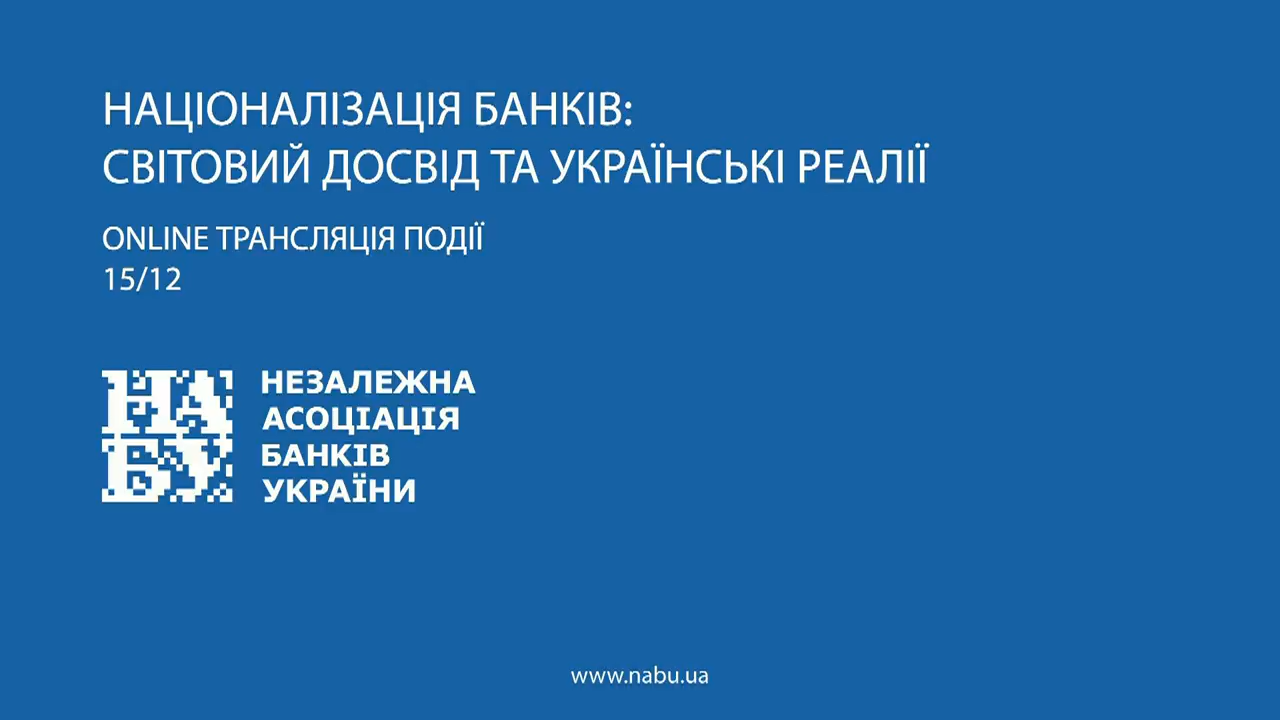 НАЦІОНАЛІЗАЦІЯ БАНКІВ:
СВІТОВИЙ ДОСВІД ТА УКРАЇНСЬКІ РЕАЛІЇ
ONLINE ТРАНСЛЯЦІЯ ПОДІЇ
15/12
НАБУ
НЕЗАЛЕЖНА
АСОЦІАЦІЯ
БАНКІВ
УКРАЇНИ
www.nabu.ua